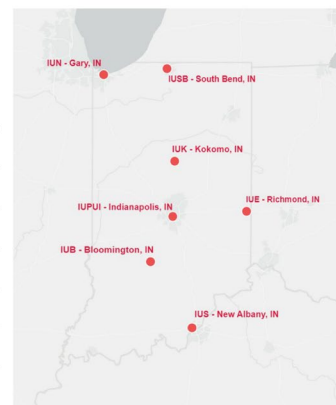 IUN - Gary, IN
IUSB - South Bend, IN
IUK - Kokomo, IN
IUPUI - Indianapolis, IN
IUE - Richmond, IN
IUB - Bloomington, IN
IUS - New Albany, IN